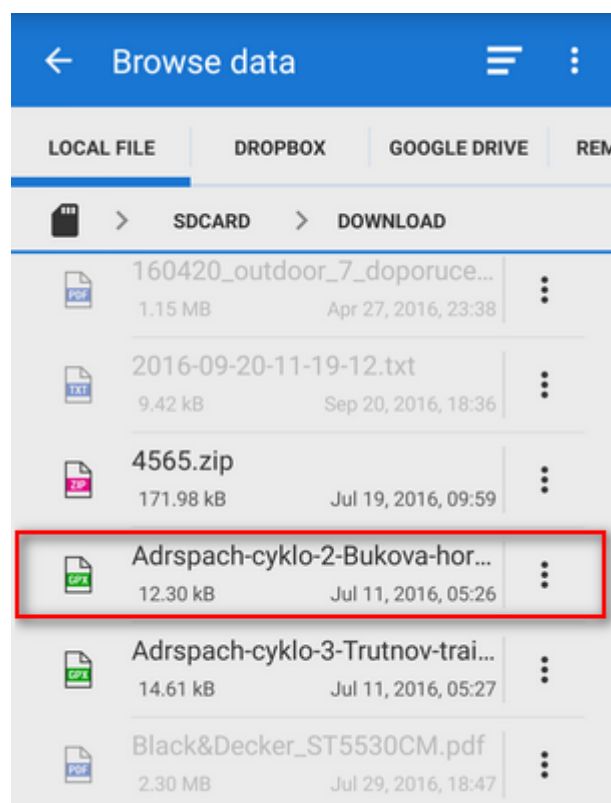 Browse data
LOCAL FILE DROPBOX GOOGLE DRIVE REM
SDCARD > DOWNLOAD
160420_outdoor_7_doporuce...
PDF
1.15 MB Apr 27, 2016, 23:38
2016-09-20-11-19-12.txt
TXT
9.42 kB Sep 20, 2016, 18:36
4565.zip
ZIP
171.98 kB Jul 19, 2016, 09:59
Adrspach-cyklo-2-Bukova-hor...
GPX
12.30 kB Jul 11, 2016, 05:26
Adrspach-cyklo-3-Trutnov-trai...
GPX
14.61 kB Jul 11, 2016, 05:27
Black&Decker_ST5530CM.pdf
PDF
2.30 MB Jul 29, 2016, 18:47